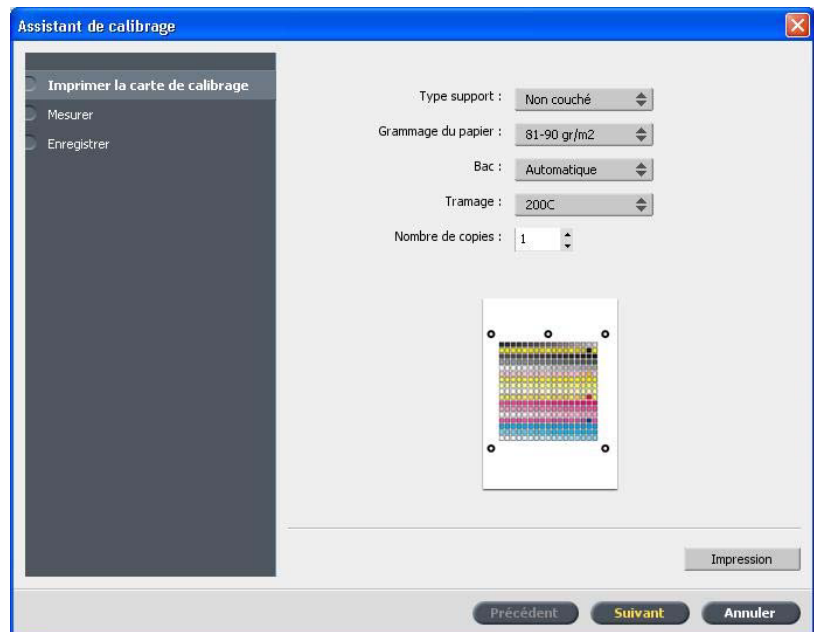 Assistant de calibrage
Imprimer la carte de calibrage
Mesurer
Enregistrer
Type support : Non couché
Grammage du papier : 81-90 gr/m2
Bac : Automatique
Tramage : 200C
Nombre de copies : 1
Impression
Précédent Suivant Annuler